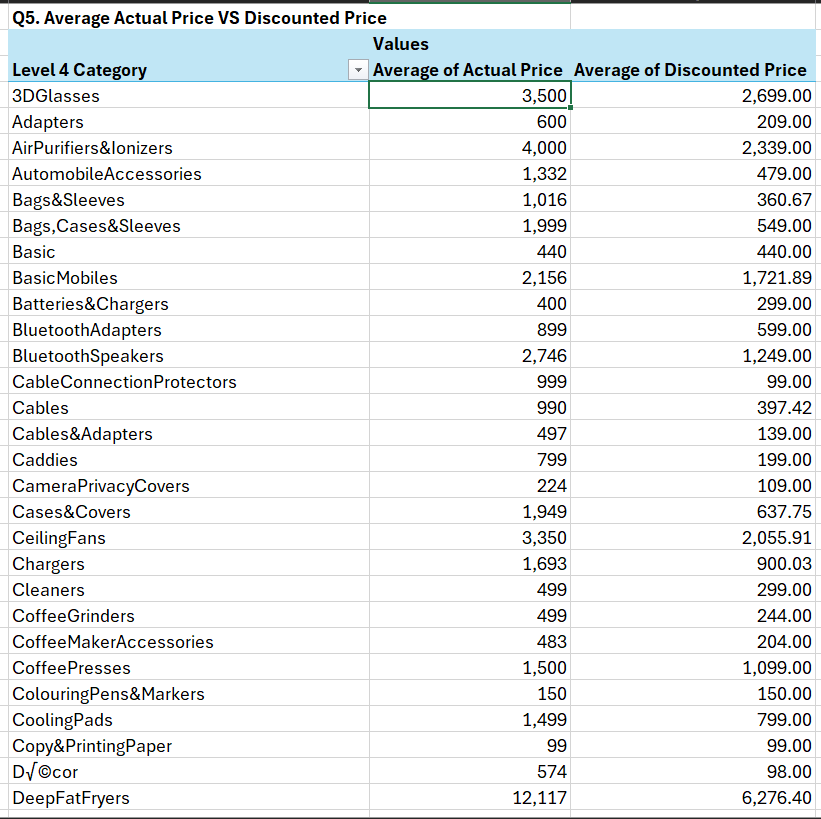 Q5. Average Actual Price VS Discounted Price
Values
Level 4 Category Average of Actual Price Average of Discounted Price
3DGlasses 3,500 2,699.00
Adapters 600 209.00
AirPurifiers&Ionizers 4,000 2,339.00
AutomobileAccessories 1,332 479.00
Bags&Sleeves 1,016 360.67
Bags,Cases&Sleeves 1,999 549.00
Basic 440 440.00
BasicMobiles 2,156 1,721.89
Batteries&Chargers 400 299.00
BluetoothAdapters 899 599.00
BluetoothSpeakers 2,746 1,249.00
CableConnectionProtectors 999 99.00
Cables 990 397.42
Cables&Adapters 497 139.00
Caddies 799 199.00
CameraPrivacyCovers 224 109.00
Cases&Covers 1,949 637.75
CeilingFans 3,350 2,055.91
Chargers 1,693 900.03
Cleaners 499 299.00
CoffeeGrinders 499 244.00
CoffeeMakerAccessories 483 204.00
CoffeePresses 1,500 1,099.00
ColouringPens&Markers 150 150.00
CoolingPads 1,499 799.00
Copy&PrintingPaper 99 99.00
D√©cor 574 98.00
DeepFatFryers 12,117 6,276.40